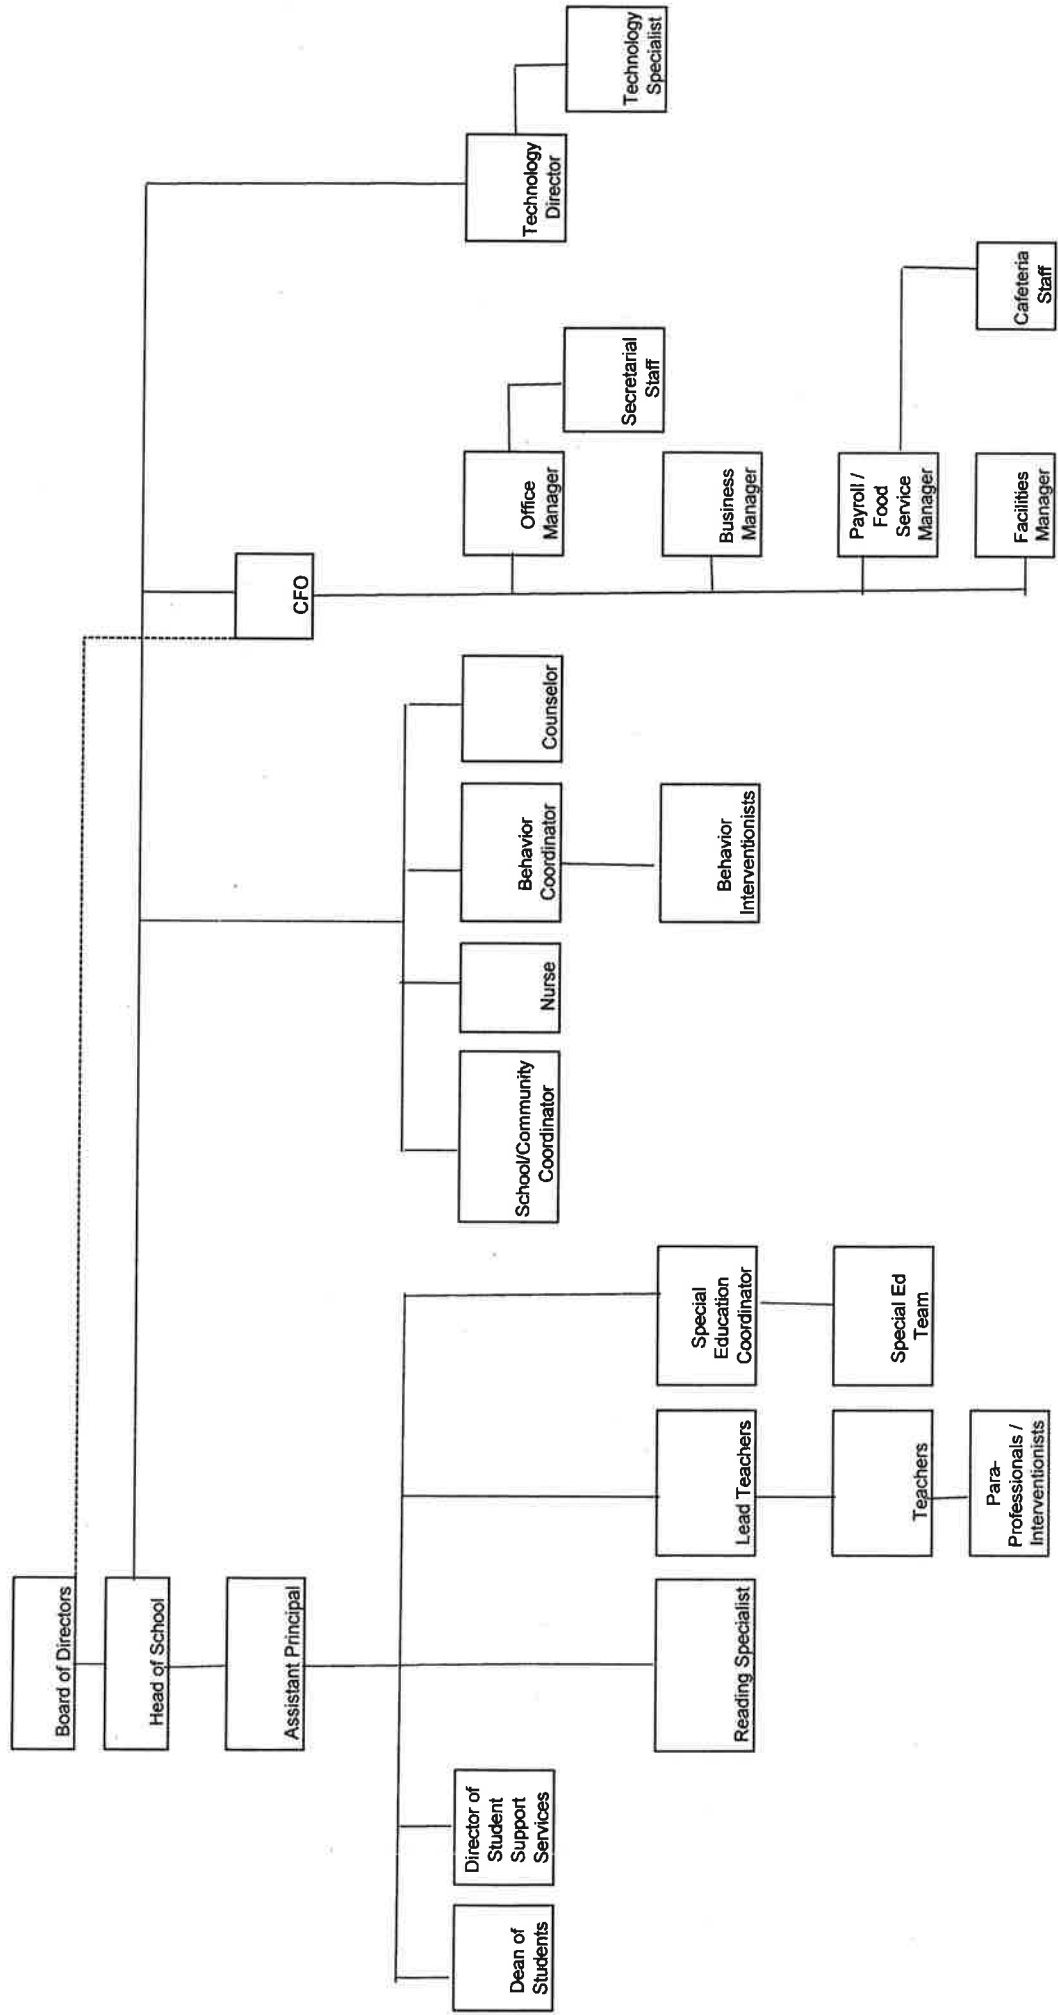 Board of Directors
Head of School
Assistant Principal
CFO
Dean of
Students
Director of
Student
Support
Services
School/Community
Coordinator
Nurse
Behavior
Coordinator
Counselor
Office
Manager
Technology
Director
Secretarial
Staff
Technology
Specialist
Reading Specialist
Lead Teachers
Special
Education
Coordinator
Behavior
Interventionists
Business
Manager
Teachers
Special Ed
Team
Payroll /
Food
Service
Manager
Para-
Professionals /
Interventionists
Facilities
Manager
Cafeteria
Staff